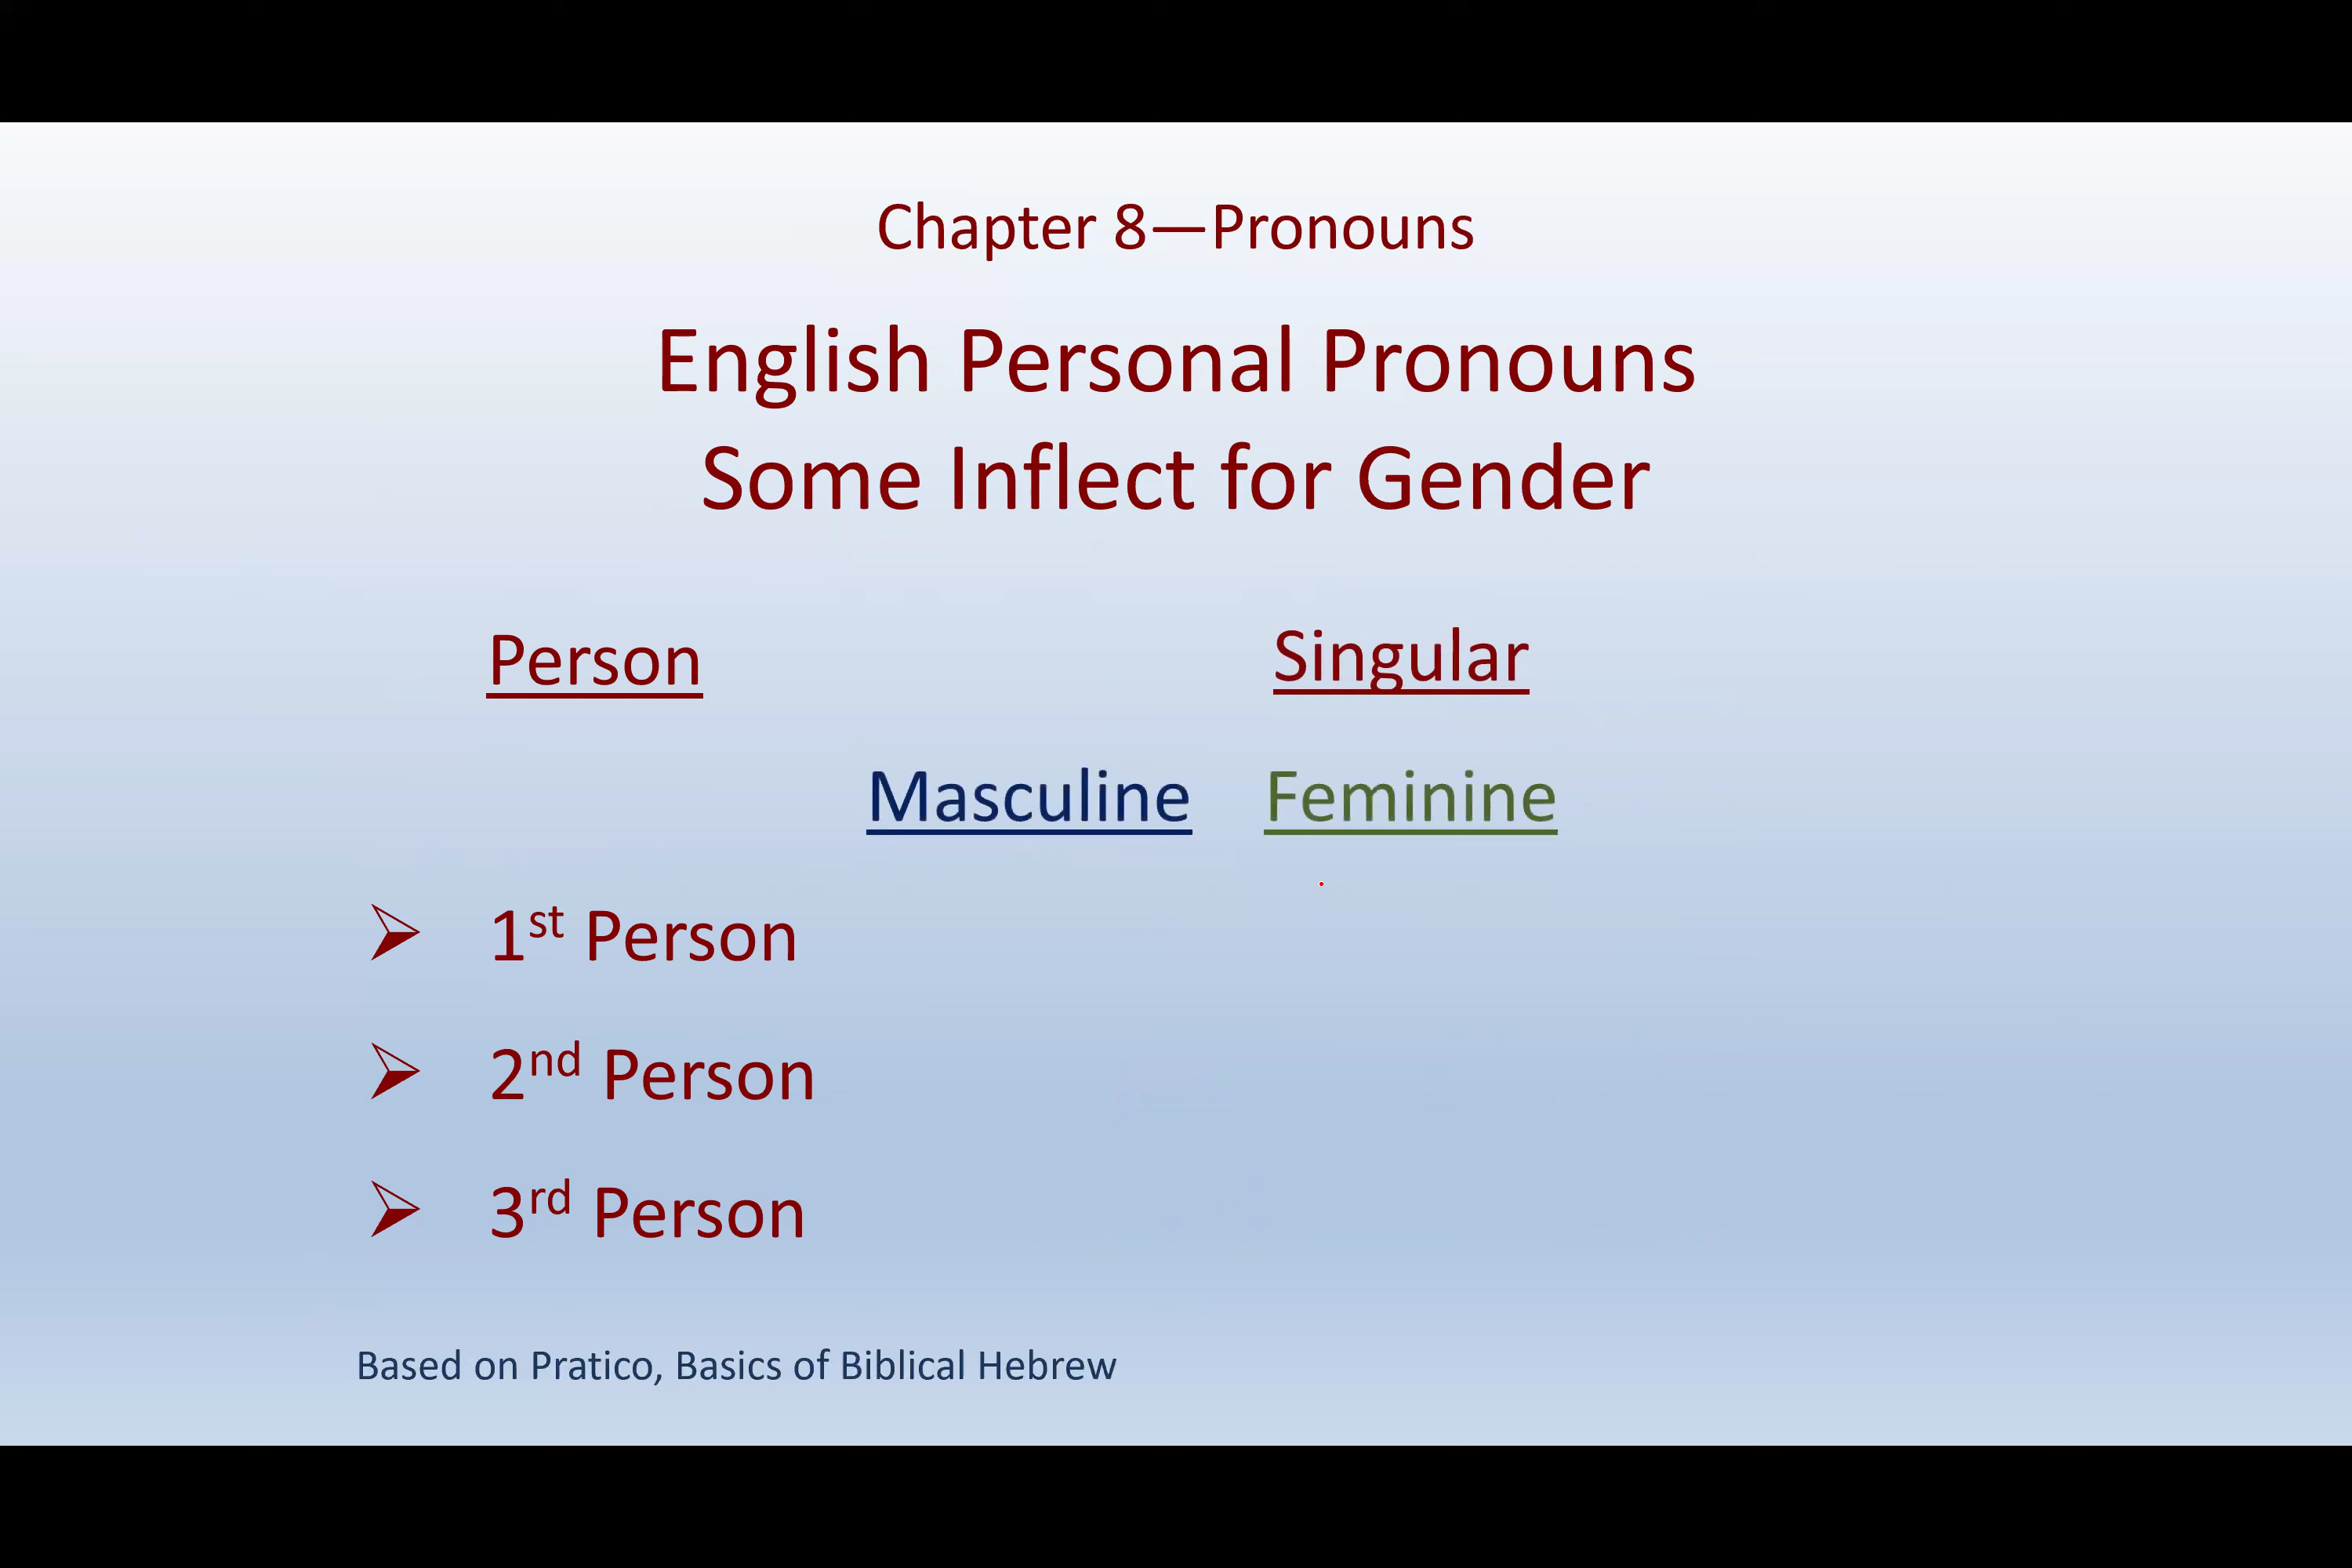 Chapter 8—Pronouns
English Personal Pronouns
Some Inflect for Gender
Person Singular
Masculine Feminine
1st Person
2nd Person
3rd Person
Based on Pratico, Basics of Biblical Hebrew